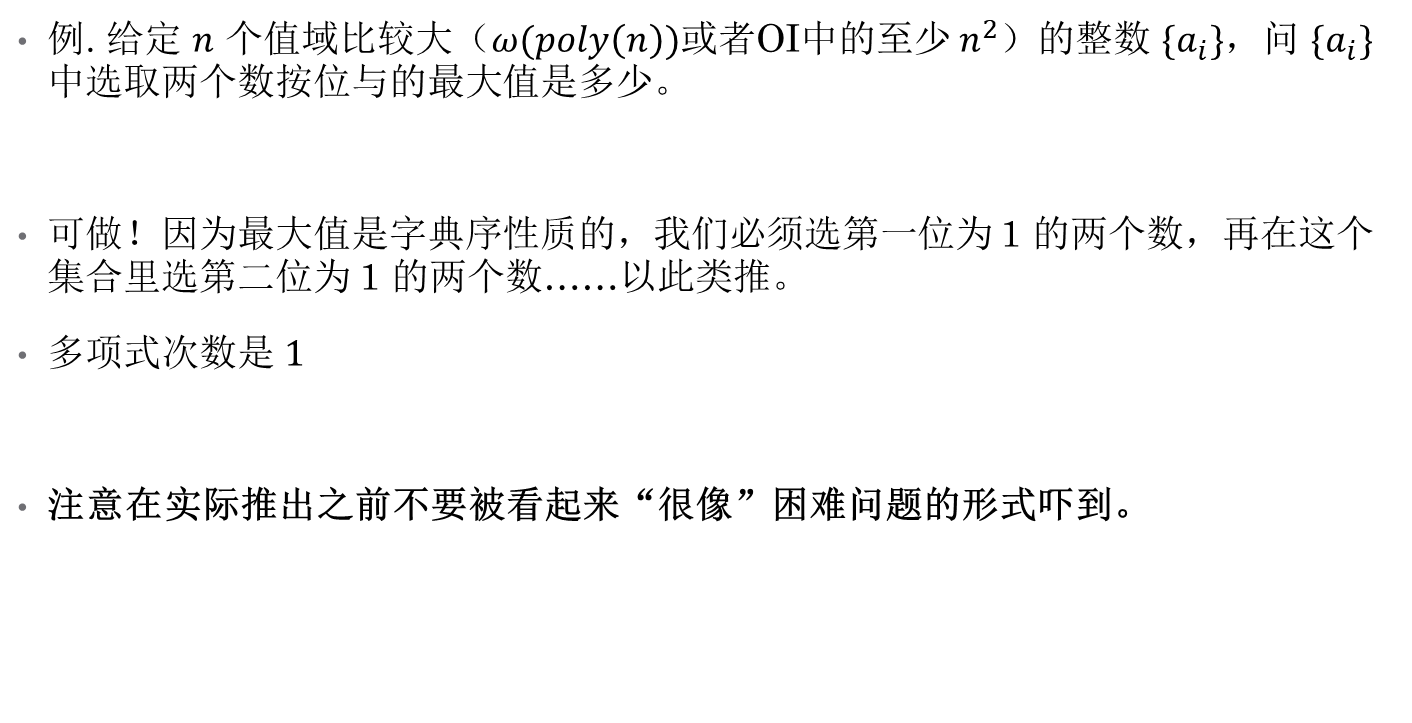 • 例. 给定 n 个值域比较大（ω(poly(n))或者OI中的至少 n²）的整数 {aᵢ}，问 {aᵢ}
中选取两个数按位与的最大值是多少。
• 可做！因为最大值是字典序性质的，我们必须选第一位为 1 的两个数，再在这个
集合里选第二位为 1 的两个数……以此类推。
• 多项式次数是 1
• 注意在实际推出之前不要被看起来“很像”困难问题的形式吓到。